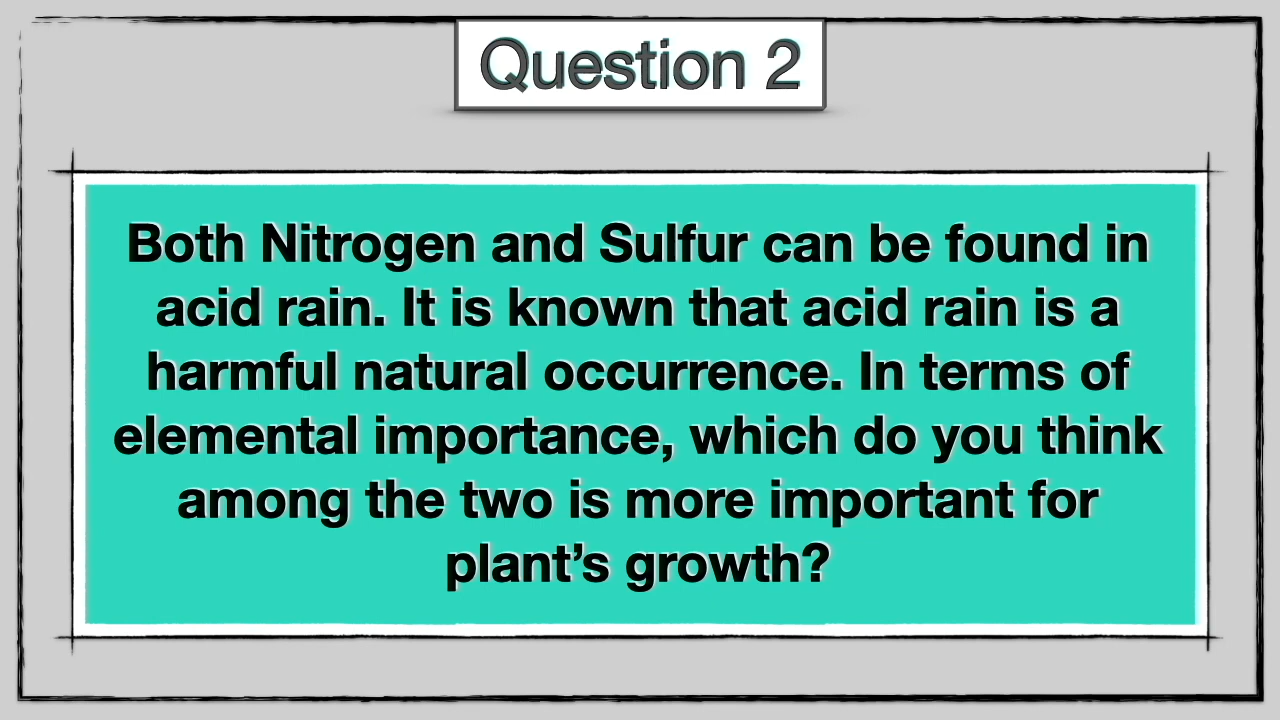 Question 2
Both Nitrogen and Sulfur can be found in
acid rain. It is known that acid rain is a
harmful natural occurrence. In terms of
elemental importance, which do you think
among the two is more important for
plant’s growth?